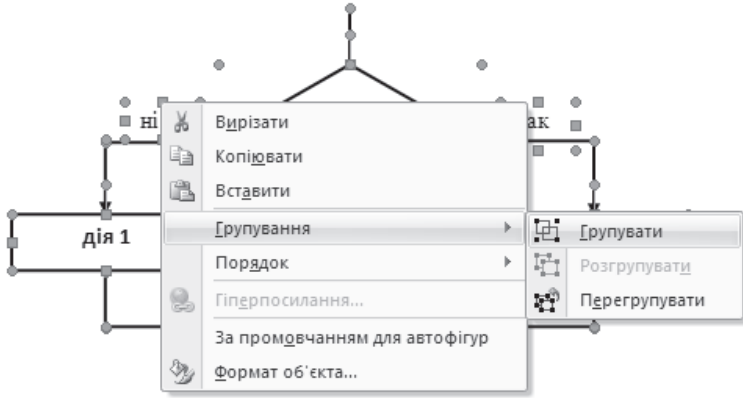 ні
ак
Вирізати
Копіювати
Вставити
Групування
Групувати
дія 1
Порядок
Розгрупувати
Гіперпосилання...
Перегрупувати
За промовчанням для автофігур
Формат об'єкта...